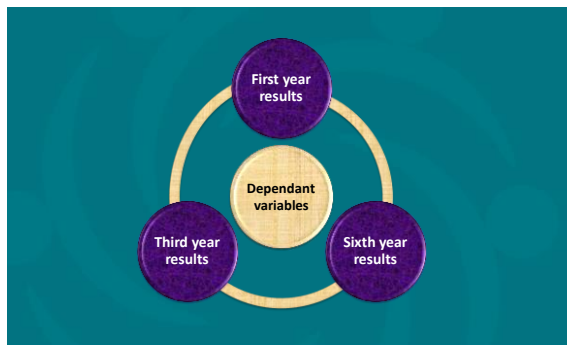 First year
results
Dependant
variables
Third year
results
Sixth year
results